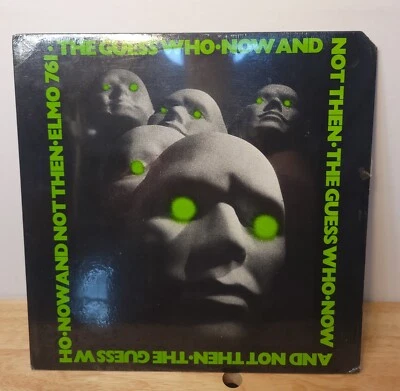 THE GUESS WHO·NOW AND
NOT THEN·THE GUESS WHO·NOW
AND NOT THEN·THE GUESS W
HO·NOW AND NOT THEN·ELMO 761·